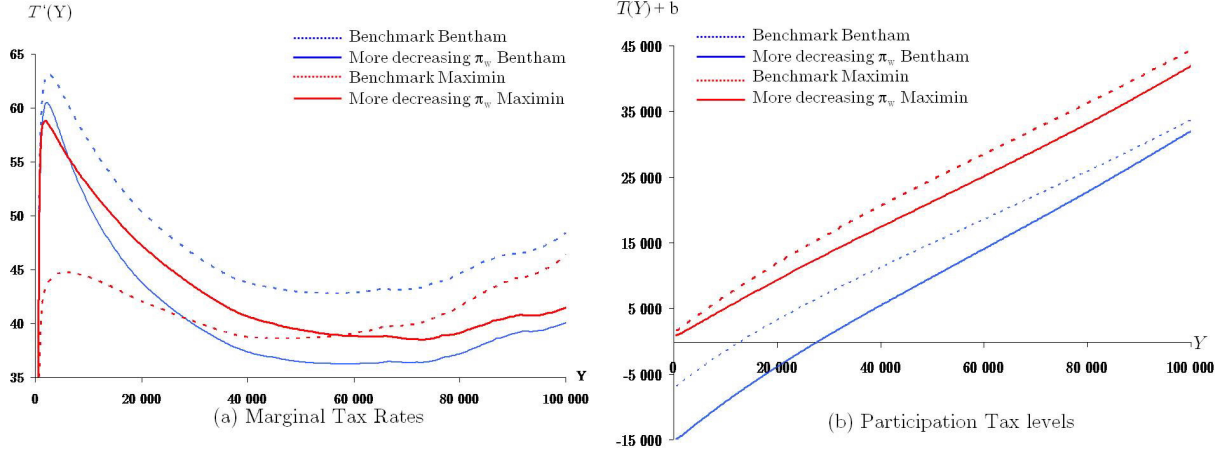 T'(Y)
Benchmark Bentham
More decreasing πw Bentham
Benchmark Maximin
More decreasing πw Maximin
65
60
55
50
45
40
35
0
20 000
40 000
60 000
80 000
100 000
Y
(a) Marginal Tax Rates
T(Y) + b
Benchmark Bentham
More decreasing πw Bentham
Benchmark Maximin
More decreasing πw Maximin
45 000
35 000
25 000
15 000
5 000
-5 000
-15 000
0
20 000
40 000
60 000
80 000
100 000
Y
(b) Participation Tax levels